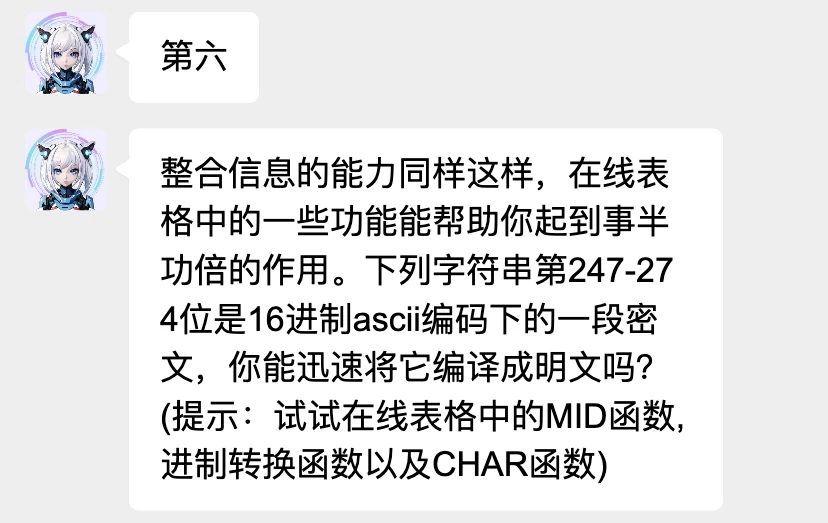 第六
整合信息的能力同样这样，在线表
格中的一些功能能帮助你起到事半
功倍的作用。下列字符串第247-27
4位是16进制ascii编码下的一段密
文，你能迅速将它编译成明文吗？
(提示：试试在线表格中的MID函数,
进制转换函数以及CHAR函数)